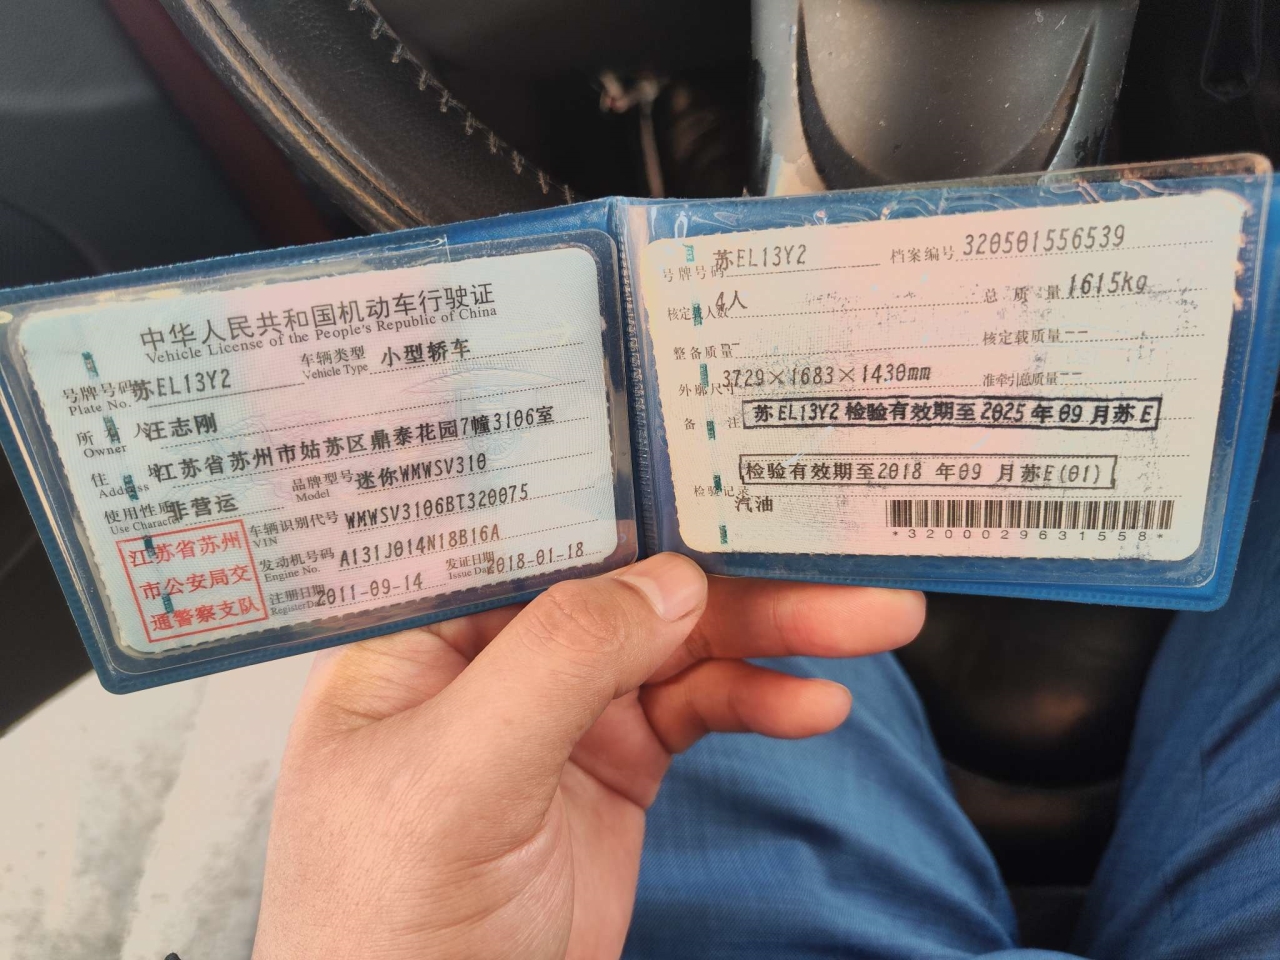 中华人民共和国机动车行驶证
Vehicle License of the People's Republic of China
号牌号码 苏EL13Y2 车辆类型 小型轿车
Plate No. Vehicle Type
所有人 汪志刚
Owner
住址 江苏省苏州市姑苏区鼎泰花园7幢3106室
Address
使用性质 非营运 品牌型号 迷你WMWSV310
Use Character Model
江苏省苏州
市公安局交
通警察支队
车辆识别代号 WMWSV3106BT320075
VIN
发动机号码 A131J014N18B16A
Engine No.
注册日期 2011-09-14 发证日期 2018-01-18
Register Date Issue Date
号牌号码 苏EL13Y2 档案编号 320501556539
核定载人数 4人 总质量 1615kg
整备质量 -- 核定载质量 --
外廓尺寸 3729×1683×1430mm 准牵引总质量 --
备注 苏EL13Y2 检验有效期至2025年09月苏E
检验有效期至2018 年09 月苏E(01)
检验记录
汽油
*3200029631558*